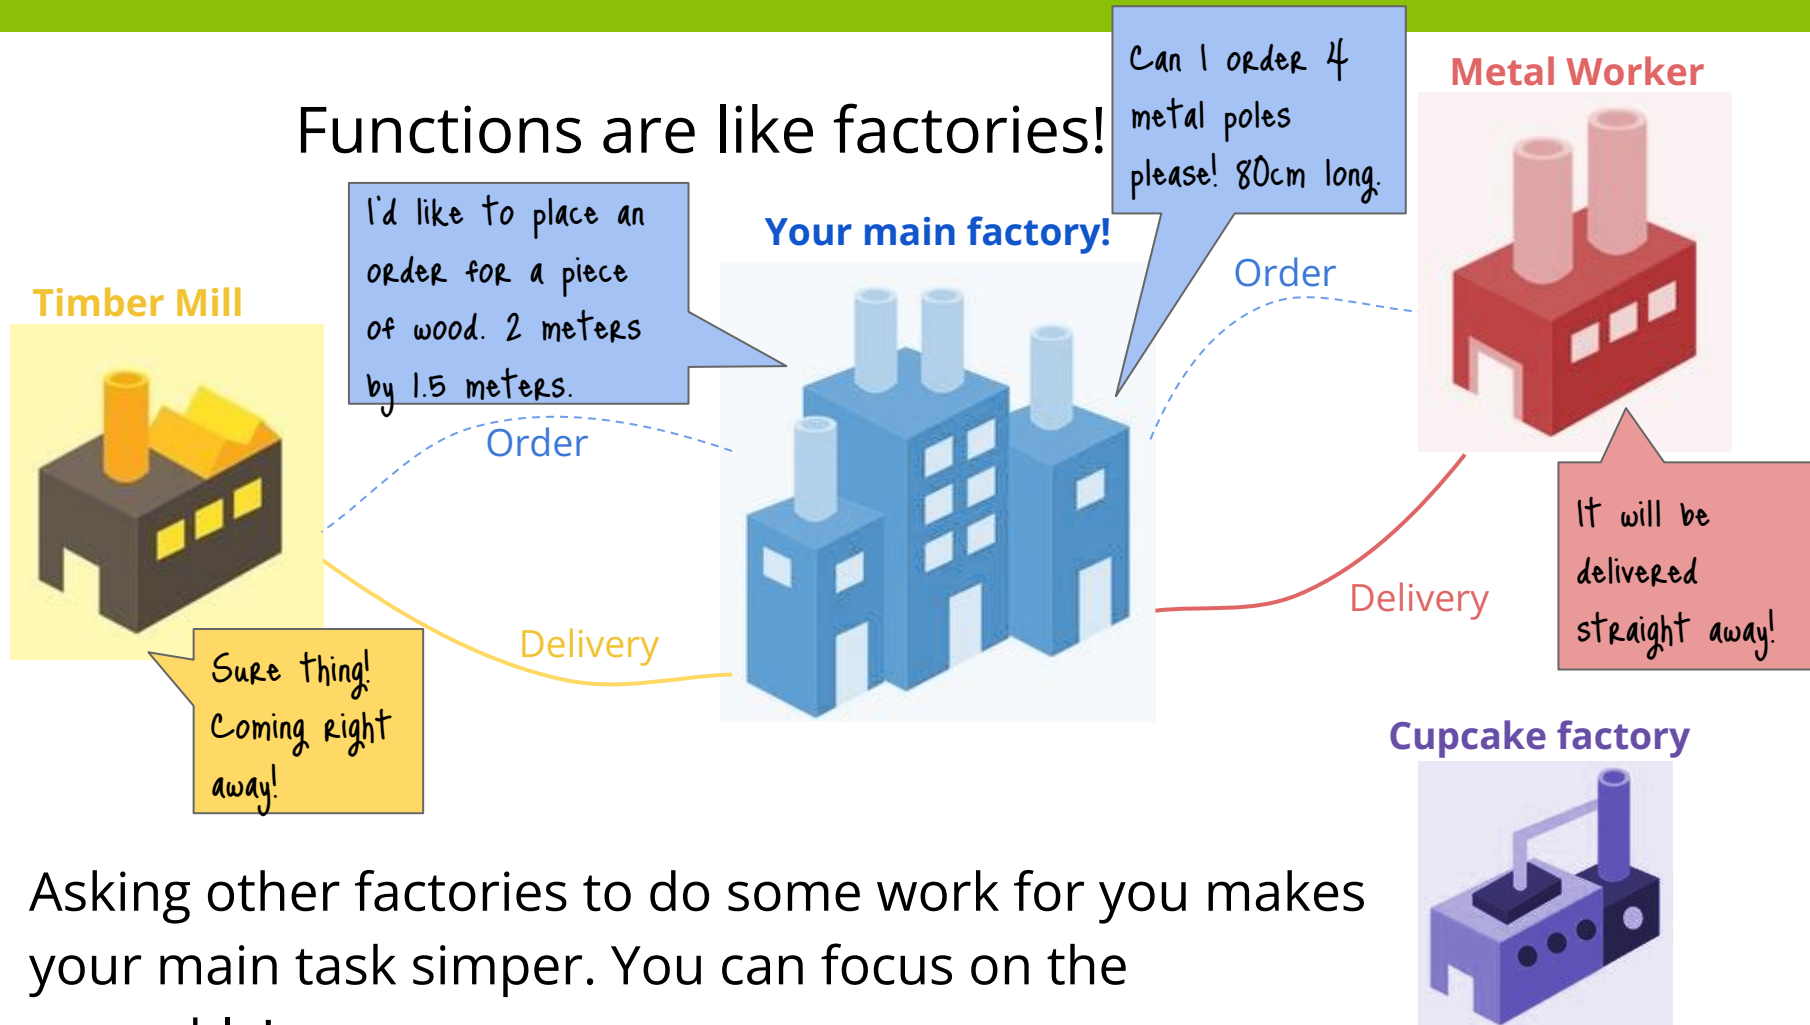 Functions are like factories!
Can I order 4
metal poles
please! 80cm long.
Metal Worker
I'd like to place an
order for a piece
of wood. 2 meters
by 1.5 meters.
Your main factory!
Order
Timber Mill
Order
It will be
delivered
straight away!
Delivery
Delivery
Sure thing!
Coming right
away!
Cupcake factory
Asking other factories to do some work for you makes
your main task simper. You can focus on the